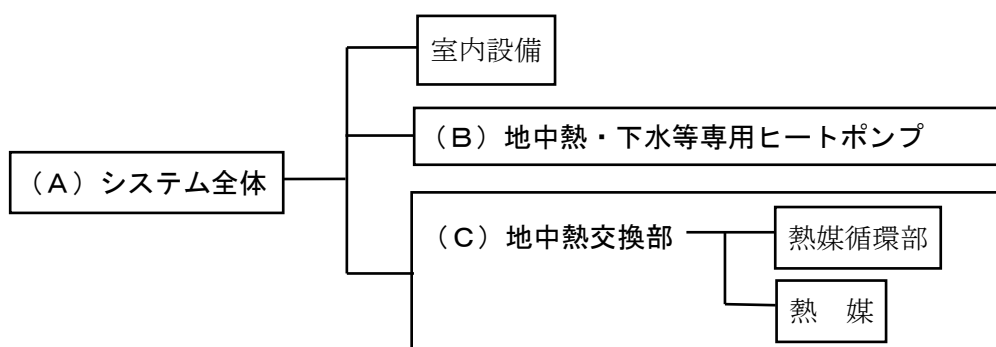 室内設備
(B)地中熱・下水等専用ヒートポンプ
(A)システム全体
(C)地中熱交換部
熱媒循環部
熱 媒